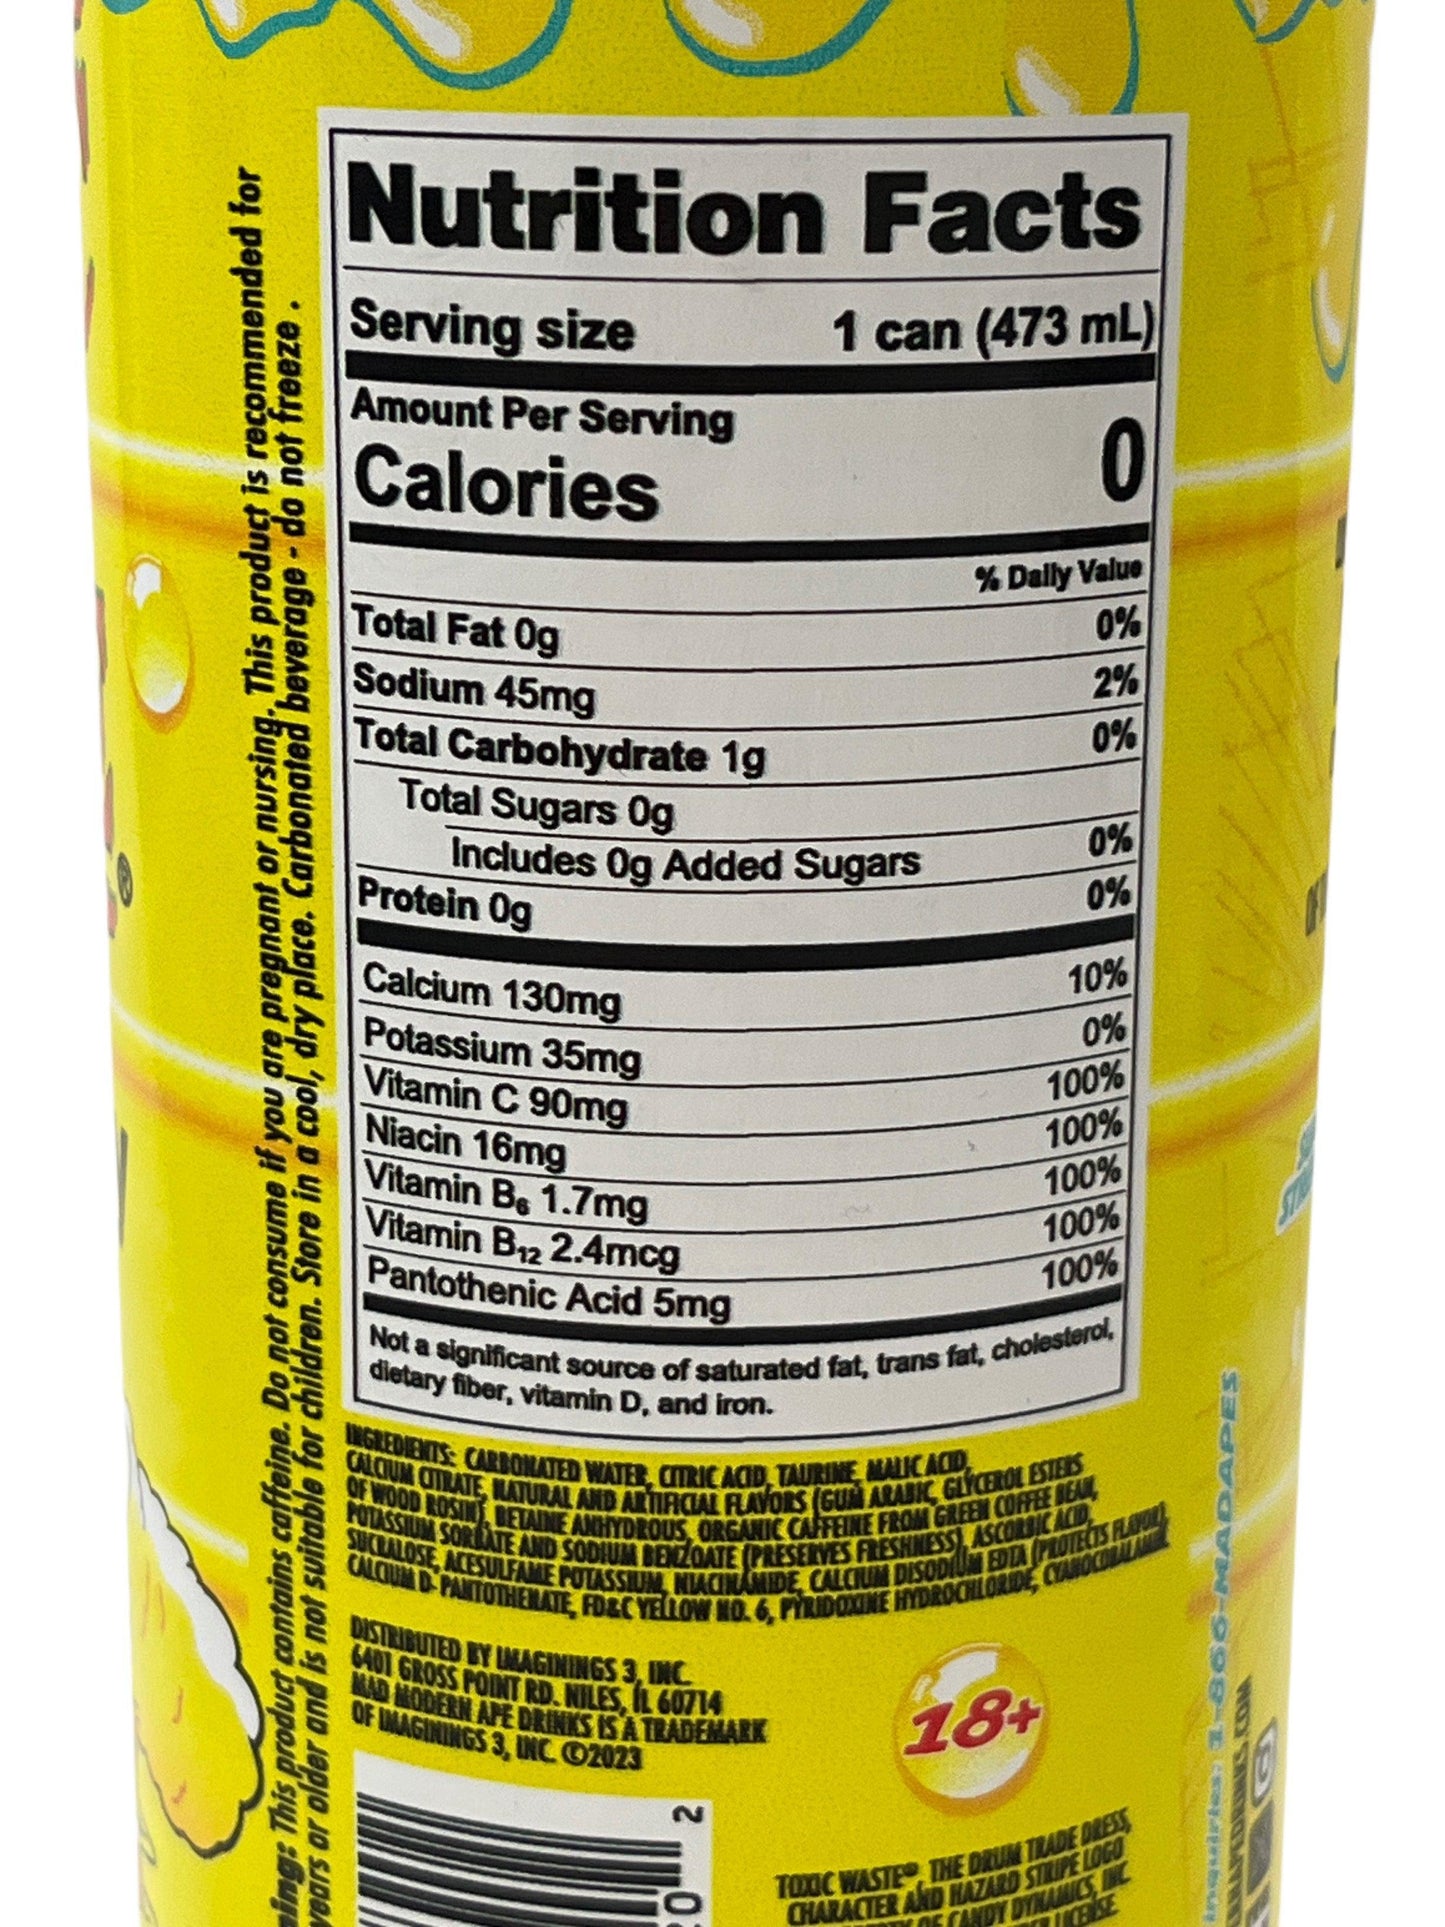 Nutrition Facts
Serving size 1 can (473 mL)
Amount Per Serving
Calories 0
% Daily Value
Total Fat 0g 0%
Sodium 45mg 2%
Total Carbohydrate 1g 0%
Total Sugars 0g
Includes 0g Added Sugars 0%
Protein 0g 0%
Calcium 130mg 10%
Potassium 35mg 0%
Vitamin C 90mg 100%
Niacin 16mg 100%
Vitamin B6 1.7mg 100%
Vitamin B12 2.4mcg 100%
Pantothenic Acid 5mg 100%
Not a significant source of saturated fat, trans fat, cholesterol,
dietary fiber, vitamin D, and iron.
INGREDIENTS: CARBONATED WATER, CITRIC ACID, TAURINE, MALIC ACID,
CALCIUM CITRATE, NATURAL AND ARTIFICIAL FLAVORS (GUM ARABIC, GLYCEROL ESTERS
OF WOOD ROSIN), BETAINE ANHYDROUS, ORGANIC CAFFEINE FROM GREEN COFFEE BEAN,
POTASSIUM SORBATE AND SODIUM BENZOATE (PRESERVES FRESHNESS), ASCORBIC ACID,
SUCRALOSE, ACESULFAME POTASSIUM, NIACINAMIDE, CALCIUM DISODIUM EDTA (PROTECTS FLAVOR),
CALCIUM D-PANTOTHENATE, FD&C YELLOW NO. 6, PYRIDOXINE HYDROCHLORIDE, CYANOCOBALAMIN
DISTRIBUTED BY IMAGININGS 3, INC.
6401 GROSS POINT RD. NILES, IL 60714
MAD MODERN APE DRINKS IS A TRADEMARK
OF IMAGININGS 3, INC. ©2023
18+
TOXIC WASTE® THE DRUM TRADE DRESS,
CHARACTER AND HAZARD STRIPE LOGO
OF CANDY DYNAMICS, INC.
LICENSE
This product contains caffeine. Do not consume if you are pregnant or nursing. This product is recommended for
years or older and is not suitable for children. Store in a cool, dry place. Carbonated beverage - do not freeze.
1-866-MADAPES
2
0
®